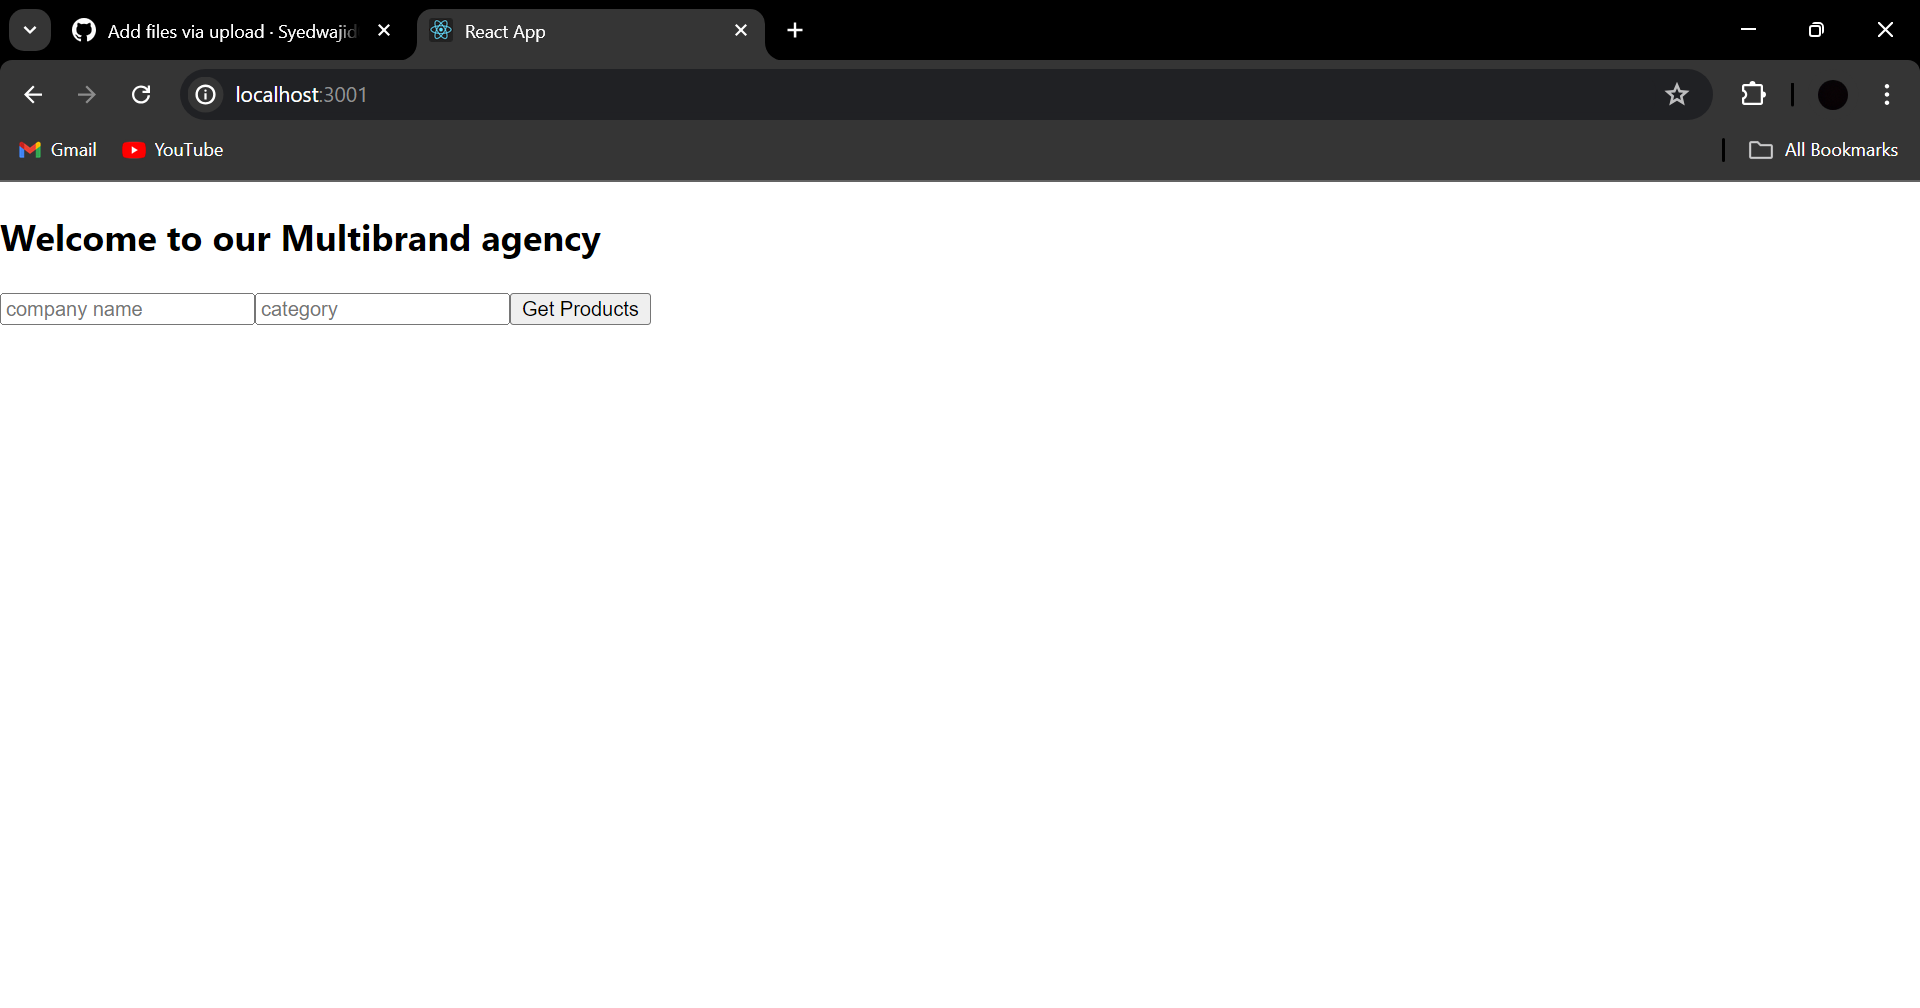 Add files via upload · Syedwajid
React App
localhost:3001
Gmail
YouTube
All Bookmarks
Welcome to our Multibrand agency
company name
category
Get Products